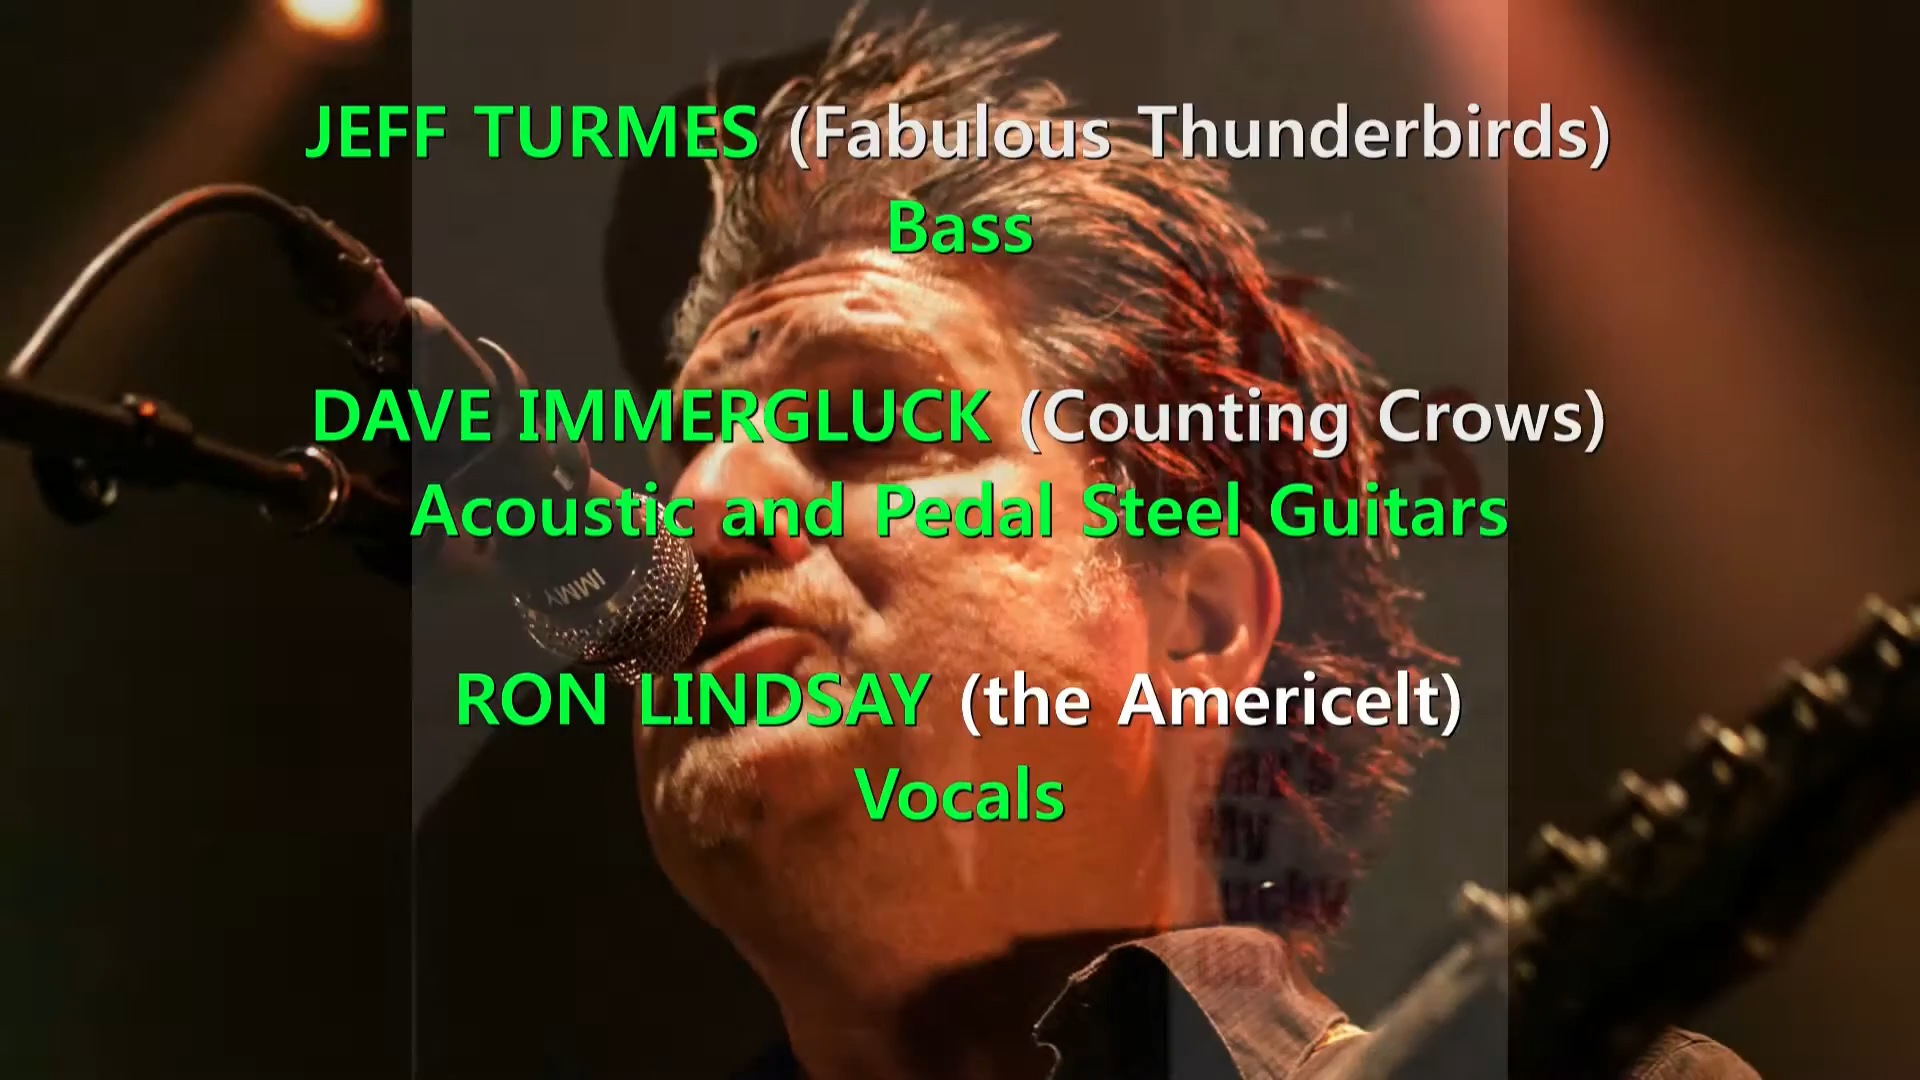 JEFF TURMES (Fabulous Thunderbirds)
Bass
DAVE IMMERGLUCK (Counting Crows)
Acoustic and Pedal Steel Guitars
RON LINDSAY (the Americelt)
Vocals
IMMY